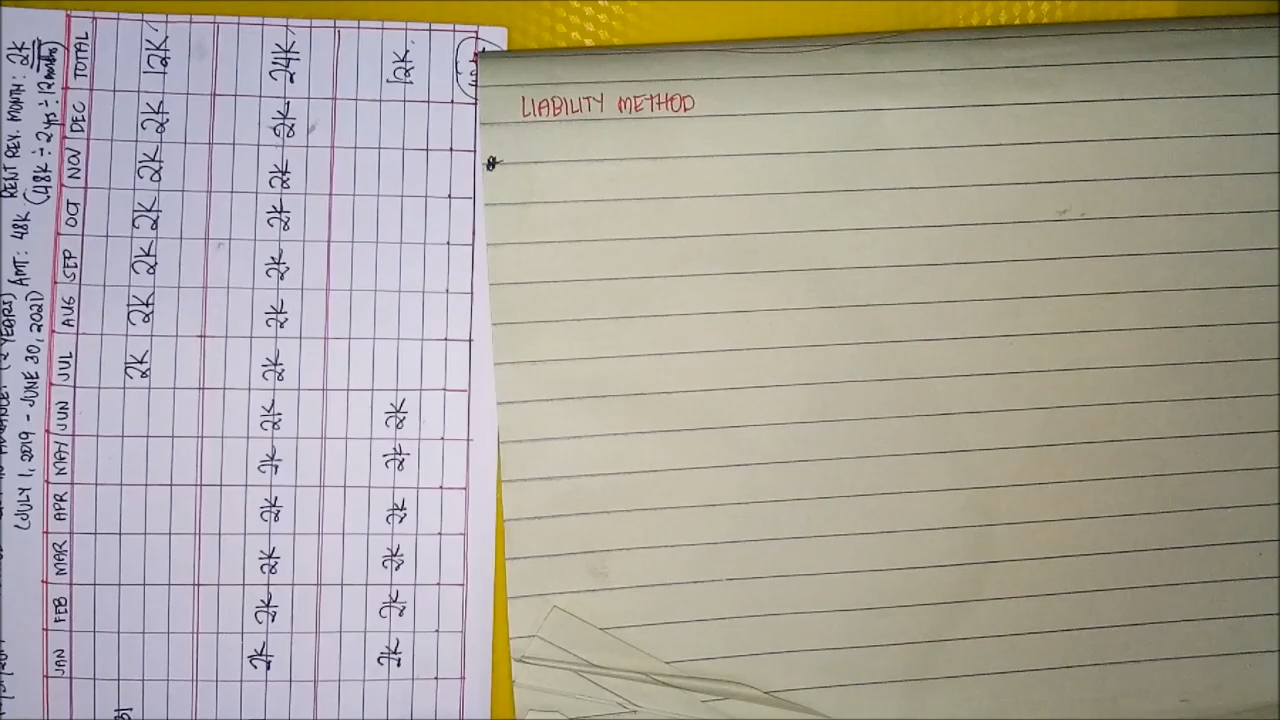 (2 YEARS) AMT: 48K RENT REV. MONTH: 2K
(JULY 1, 2019 - JUNE 30, 2021) (48K ÷ 2 yrs ÷ 12 months)
JAN FEB MAR APR MAY JUN JUL AUG SEP OCT NOV DEC TOTAL
2K 2K 2K 2K 2K 2K 12K
2K 2K 2K 2K 2K 2K 2K 2K 2K 2K 2K 2K 24K
2K 2K 2K 2K 2K 2K 12K
31
LIABILITY METHOD